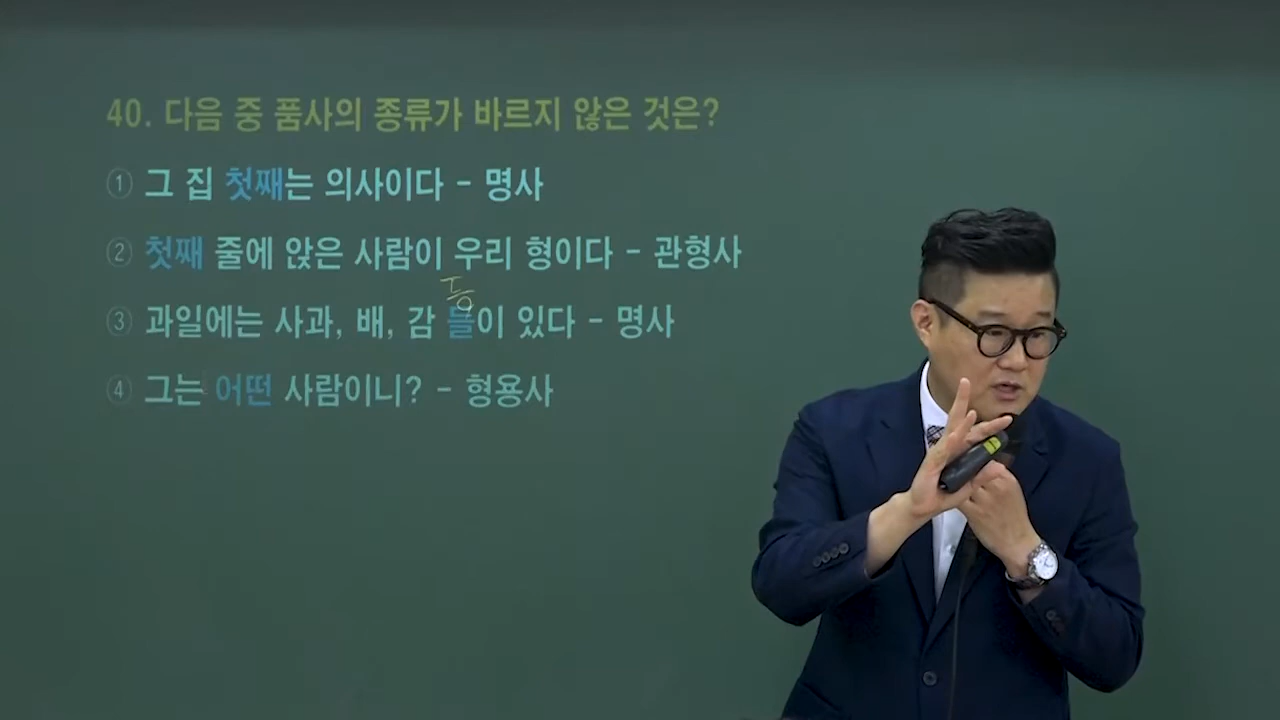 40. 다음 중 품사의 종류가 바르지 않은 것은?
① 그 집 첫째는 의사이다 - 명사
② 첫째 줄에 앉은 사람이 우리 형이다 - 관형사
등
③ 과일에는 사과, 배, 감 들이 있다 - 명사
④ 그는 어떤 사람이니? - 형용사